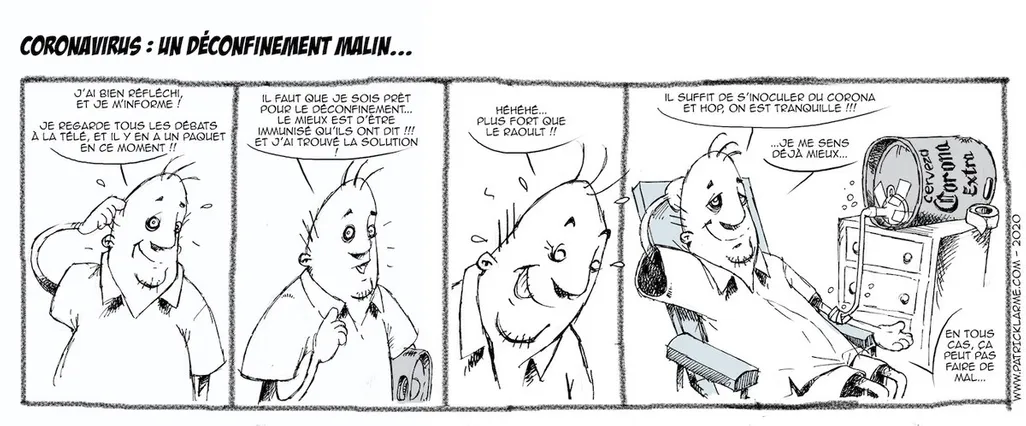 CORONAVIRUS : UN DÉCONFINEMENT MALIN...
J'AI BIEN RÉFLÉCHI,
ET JE M'INFORME !
JE REGARDE TOUS LES DÉBATS
À LA TÉLÉ, ET IL Y EN A UN PAQUET
EN CE MOMENT !!
IL FAUT QUE JE SOIS PRÊT
POUR LE DÉCONFINEMENT...
LE MIEUX EST D'ÊTRE
IMMUNISÉ QU'ILS ONT DIT !!!
ET J'AI TROUVÉ LA SOLUTION
!
HÉHÉHÉ...
PLUS FORT QUE
LE RAOULT !!
IL SUFFIT DE S'INOCULER DU CORONA
ET HOP, ON EST TRANQUILLE !!!
...JE ME SENS
DÉJÀ MIEUX...
Cerveza
Corona
Extra
EN TOUS
CAS, ÇA
PEUT PAS
FAIRE DE
MAL...
WWW.PATRICKLARME.COM - 2020